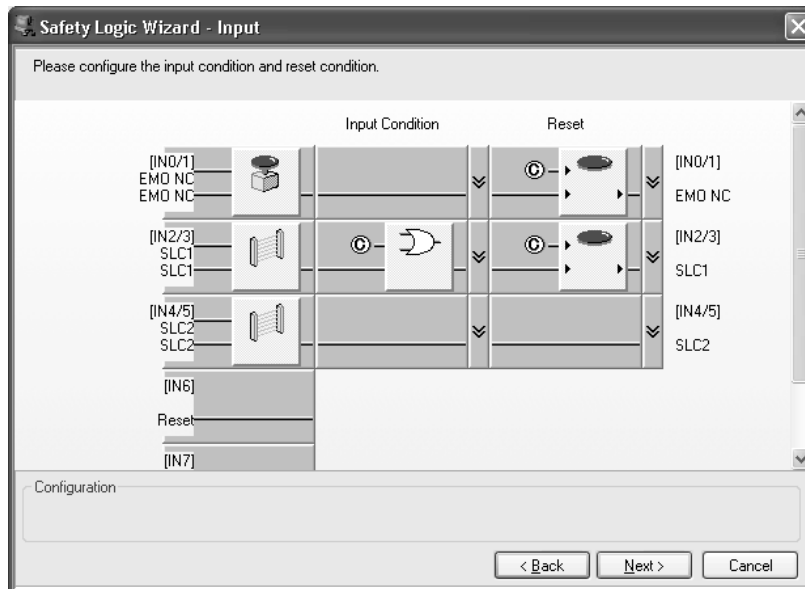 Safety Logic Wizard - Input
Please configure the input condition and reset condition.
Input Condition Reset
[IN0/1]
EMO NC
EMO NC
C
[IN0/1]
EMO NC
[IN2/3]
SLC1
SLC1
C
C
[IN2/3]
SLC1
[IN4/5]
SLC2
SLC2
[IN4/5]
SLC2
[IN6]
Reset
[IN7]
Configuration
< Back Next > Cancel